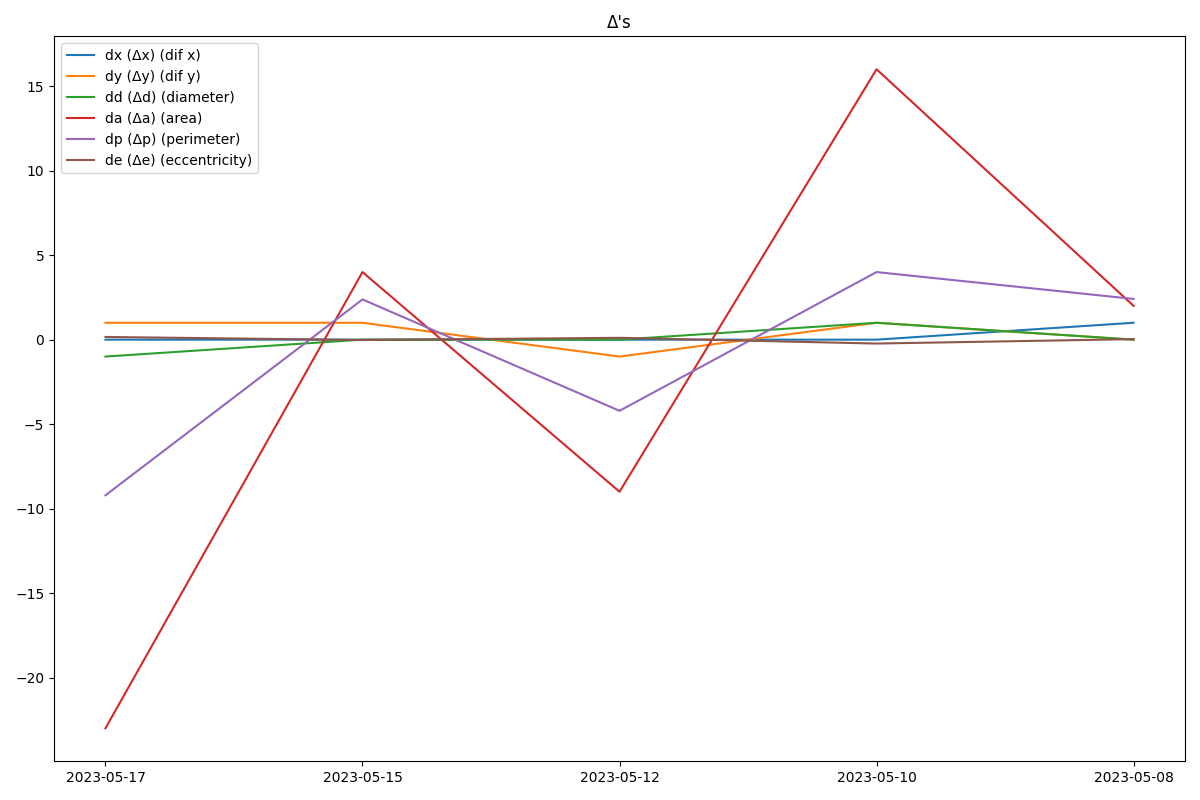 Δ's
dx (Δx) (dif x)
dy (Δy) (dif y)
dd (Δd) (diameter)
da (Δa) (area)
dp (Δp) (perimeter)
de (Δe) (eccentricity)
15
10
5
0
−5
−10
−15
−20
2023-05-17 2023-05-15 2023-05-12 2023-05-10 2023-05-08